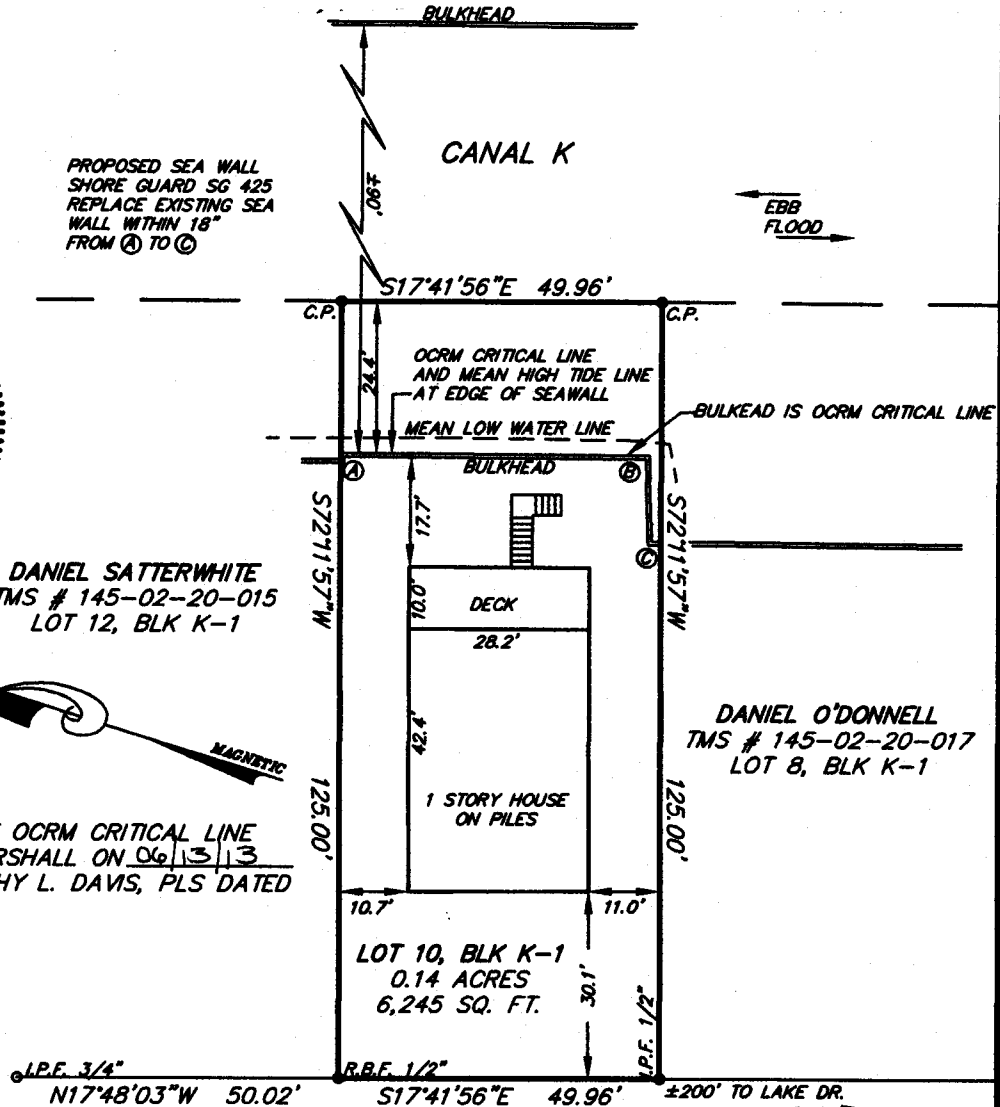 BULKHEAD
CANAL K
PROPOSED SEA WALL
SHORE GUARD SG 425
REPLACE EXISTING SEA
WALL WITHIN 18"
FROM Ⓐ TO Ⓒ
±90'
EBB
FLOOD
S17°41'56"E 49.96'
C.P.
C.P.
24.4'
OCRM CRITICAL LINE
AND MEAN HIGH TIDE LINE
AT EDGE OF SEAWALL
BULKEAD IS OCRM CRITICAL LINE
MEAN LOW WATER LINE
Ⓐ
BULKHEAD
Ⓑ
17.7'
S72°11'57"W
S72°11'57"W
Ⓒ
DANIEL SATTERWHITE
TMS # 145-02-20-015
LOT 12, BLK K-1
10.0'
DECK
28.2'
42.4'
DANIEL O'DONNELL
TMS # 145-02-20-017
LOT 8, BLK K-1
MAGNETIC
1 STORY HOUSE
ON PILES
125.00'
125.00'
OCRM CRITICAL LINE
RSHALL ON 06/13/13
HY L. DAVIS, PLS DATED
10.7'
11.0'
LOT 10, BLK K-1
0.14 ACRES
6,245 SQ. FT.
30.1'
I.P.F. 1/2"
I.P.F. 3/4"
R.B.F. 1/2"
N17°48'03"W 50.02'
S17°41'56"E 49.96'
±200' TO LAKE DR.